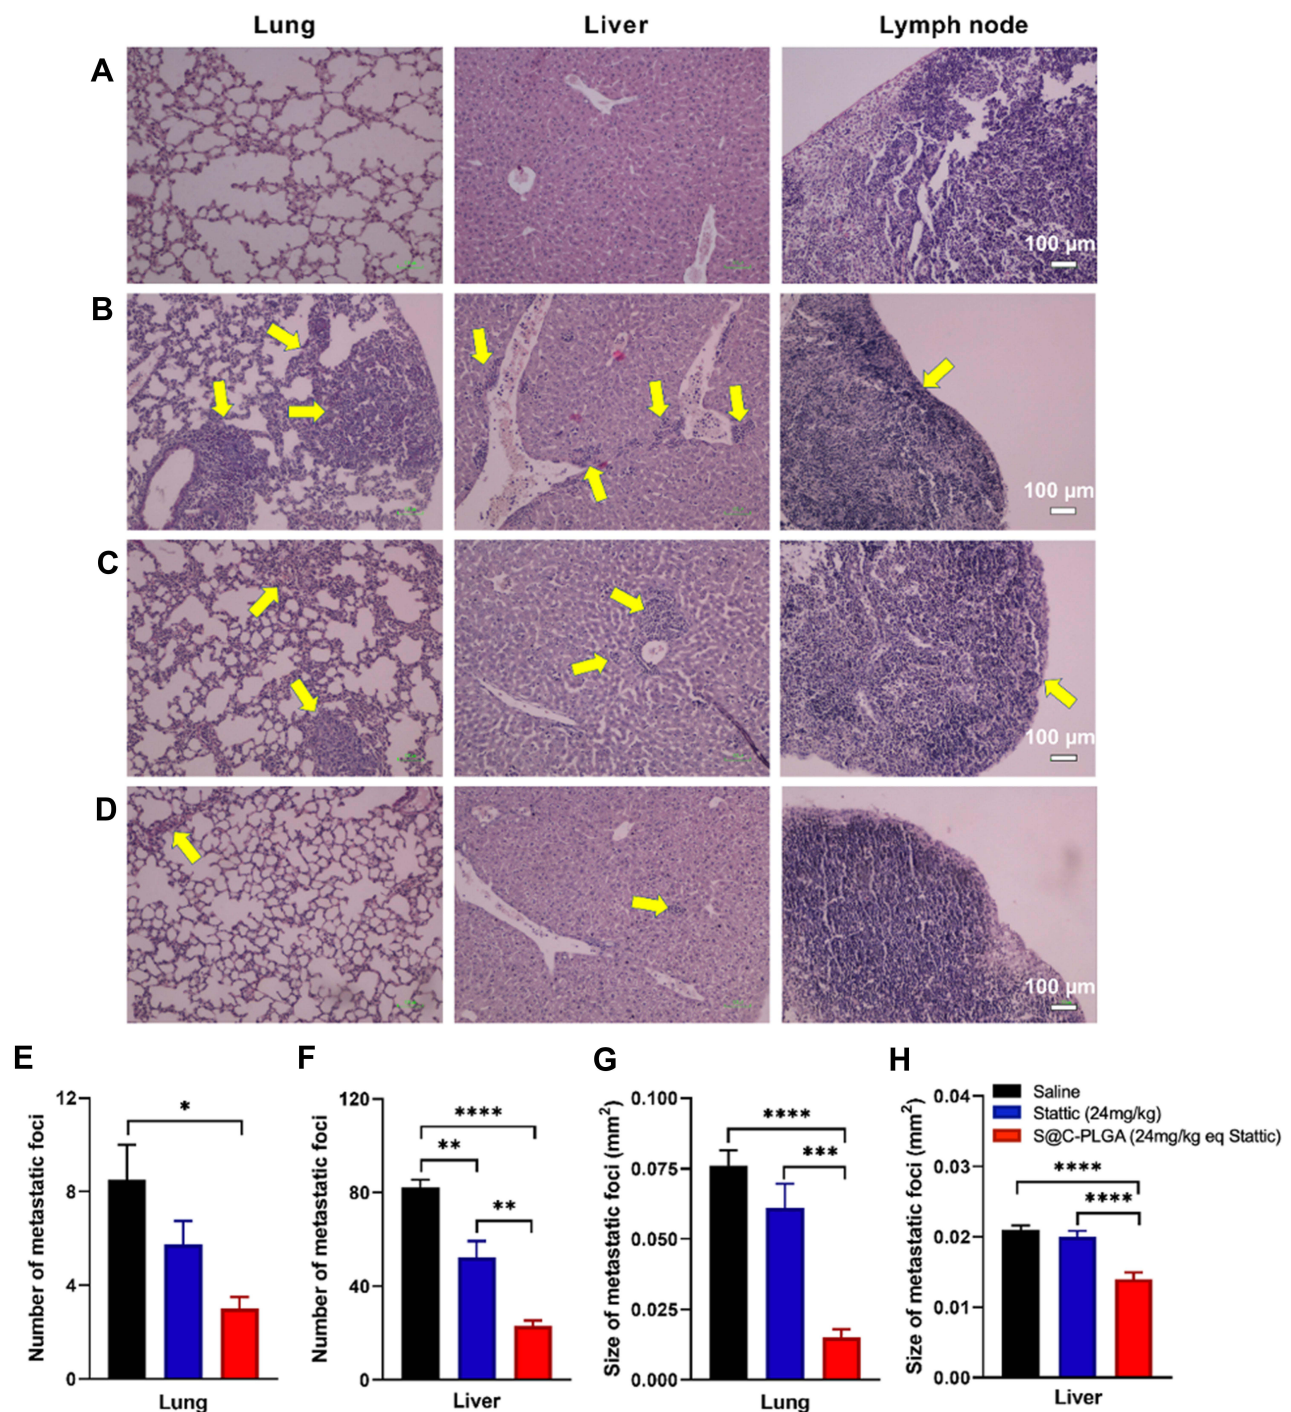 Lung Liver Lymph node
A
100 µm
B
100 µm
C
100 µm
D
100 µm
E
Number of metastatic foci
12
8
4
0
*
Lung
F
Number of metastatic foci
120
80
40
0
****
**
**
Liver
G
Size of metastatic foci (mm²)
0.100
0.075
0.050
0.025
0.000
****
***
Lung
H
Size of metastatic foci (mm²)
0.04
0.03
0.02
0.01
0.00
Saline
Stattic (24mg/kg)
S@C-PLGA (24mg/kg eq Stattic)
****
****
Liver